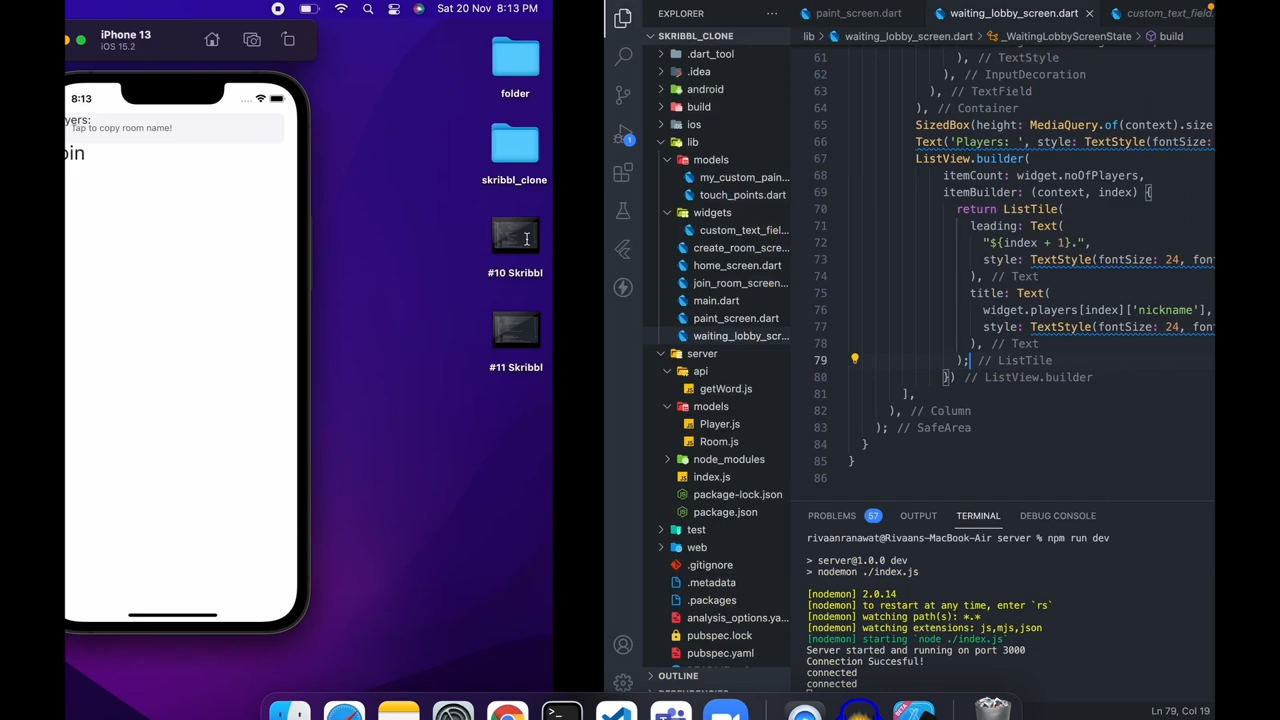 Sat 20 Nov 8:13 PM
iPhone 13
iOS 15.2
8:13
yers:
Tap to copy room name!
oin
folder
skribbl_clone
#10 Skribbl
#11 Skribbl
EXPLORER
SKRIBBL_CLONE
.dart_tool
.idea
android
build
ios
lib
models
my_custom_pain...
touch_points.dart
widgets
custom_text_fiel...
create_room_scre...
home_screen.dart
join_room_screen...
main.dart
paint_screen.dart
waiting_lobby_scr...
server
api
getWord.js
models
Player.js
Room.js
node_modules
index.js
package-lock.json
package.json
test
web
.gitignore
.metadata
.packages
analysis_options.ya...
pubspec.lock
pubspec.yaml
OUTLINE
1
paint_screen.dart
waiting_lobby_screen.dart
custom_text_field.
lib > waiting_lobby_screen.dart > _WaitingLobbyScreenState > build
61 ), // TextStyle
62 ), // InputDecoration
63 ), // TextField
64 ), // Container
65 SizedBox(height: MediaQuery.of(context).size
66 Text('Players: ', style: TextStyle(fontSize:
67 ListView.builder(
68 itemCount: widget.noOfPlayers,
69 itemBuilder: (context, index) {
70 return ListTile(
71 leading: Text(
72 "${index + 1}.",
73 style: TextStyle(fontSize: 24, fon
74 ), // Text
75 title: Text(
76 widget.players[index]['nickname'],
77 style: TextStyle(fontSize: 24, fon
78 ), // Text
79 ); // ListTile
80 }) // ListView.builder
81 ],
82 ), // Column
83 ); // SafeArea
84 }
85 }
86
PROBLEMS 57 OUTPUT TERMINAL DEBUG CONSOLE
rivaanranawat@Rivaans-MacBook-Air server % npm run dev
> server@1.0.0 dev
> nodemon ./index.js
[nodemon] 2.0.14
[nodemon] to restart at any time, enter `rs`
[nodemon] watching path(s): *.*
[nodemon] watching extensions: js,mjs,json
[nodemon] starting `node ./index.js`
Server started and running on port 3000
Connection Succesful!
connected
connected
Ln 79, Col 19